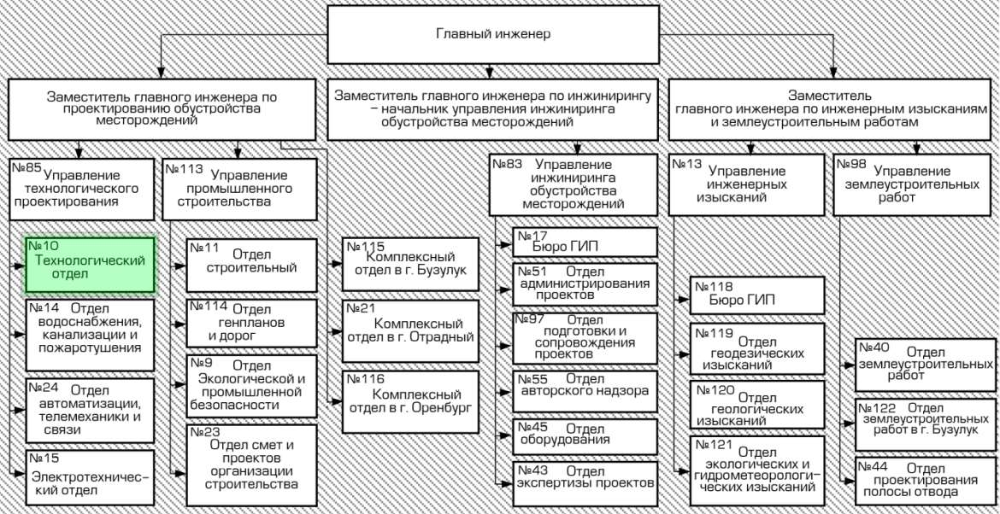 Главный инженер
Заместитель главного инженера по
проектированию обустройства
месторождений
Заместитель главного инженера по инжинирингу
– начальник управления инжиниринга
обустройства месторождений
Заместитель
главного инженера по инженерным изысканиям
и землеустроительным работам
№85 Управление
технологического
проектирования
№113 Управление
промышленного
строительства
№83 Управление
инжиниринга
обустройства
месторождений
№13 Управление
инженерных
изысканий
№98 Управление
землеустроительных
работ
№10
Технологический
отдел
№14 Отдел
водоснабжения,
канализации и
пожаротушения
№24 Отдел
автоматизации,
телемеханики и
связи
№15
Электротехничес–
кий отдел
№11 Отдел
строительный
№114 Отдел
генпланов
и дорог
№9 Отдел
Экологической и
промышленной
безопасности
№23
Отдел смет и
проектов
организации
строительства
№115
Комплексный
отдел в г. Бузулук
№21
Комплексный
отдел в г. Отрадный
№116
Комплексный
отдел в г. Оренбург
№17
Бюро ГИП
№51 Отдел
администрирования
проектов
№97 Отдел
подготовки и
сопровождения
проектов
№55 Отдел
авторского надзора
№45 Отдел
оборудования
№43 Отдел
экспертизы проектов
№118
Бюро ГИП
№119 Отдел
геодезических
изысканий
№120 Отдел
геологических
изысканий
№121 Отдел
экологических и
гидрометеорологи–
ческих изысканий
№40 Отдел
землеустроительных
работ
№122 Отдел
землеустроительных
работ в г. Бузулук
№44 Отдел
проектирования
полосы отвода